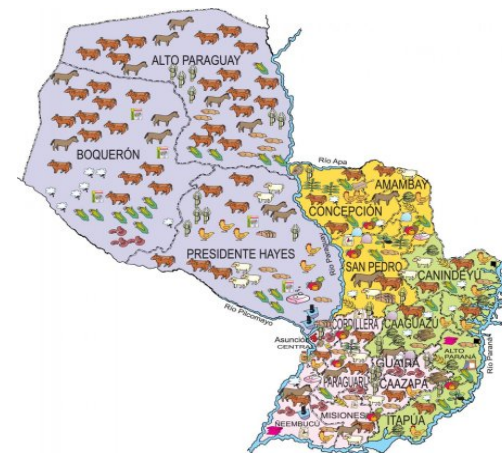 ALTO PARAGUAY
BOQUERÓN
Río Apa
AMAMBAY
CONCEPCIÓN
PRESIDENTE HAYES
Río Paraguay
SAN PEDRO
CANINDEYÚ
Río Pilcomayo
CORDILLERA
CAAGUAZÚ
Asunción
CENTRAL
ALTO
PARANÁ
Río Paraná
GUAIRÁ
PARAGUARÍ
CAAZAPÁ
MISIONES
ÑEEMBUCÚ
ITAPÚA